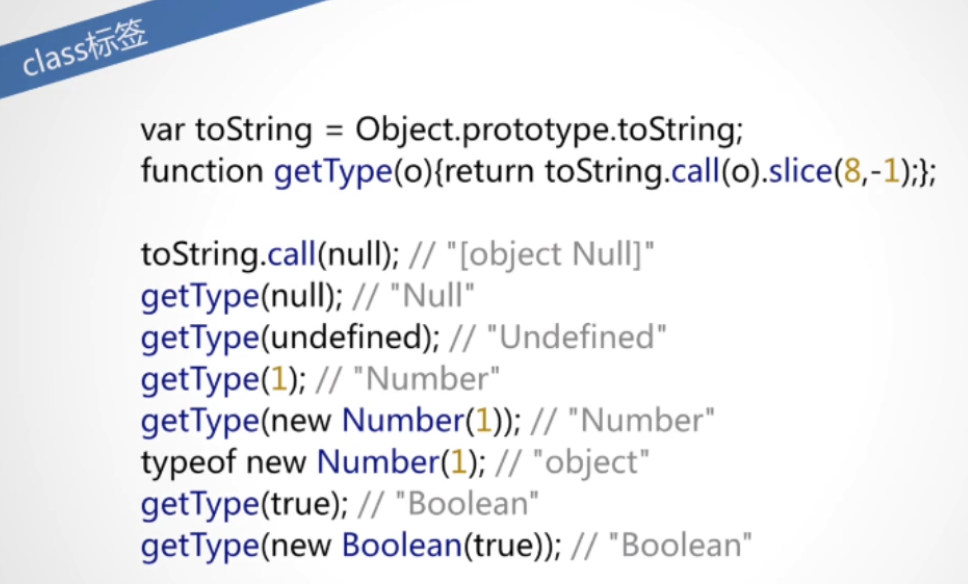 class标签
var toString = Object.prototype.toString;
function getType(o){return toString.call(o).slice(8,-1);};
toString.call(null); // "[object Null]"
getType(null); // "Null"
getType(undefined); // "Undefined"
getType(1); // "Number"
getType(new Number(1)); // "Number"
typeof new Number(1); // "object"
getType(true); // "Boolean"
getType(new Boolean(true)); // "Boolean"